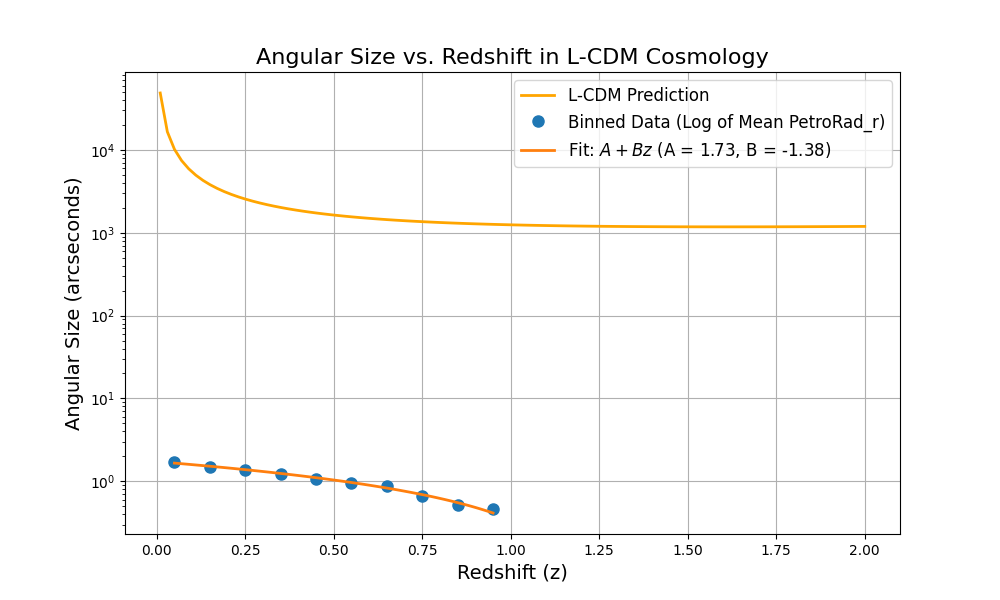 Angular Size vs. Redshift in L-CDM Cosmology
L-CDM Prediction
Binned Data (Log of Mean PetroRad_r)
Fit: A + Bz (A = 1.73, B = -1.38)
Angular Size (arcseconds)
10⁴
10³
10²
10¹
10⁰
0.00 0.25 0.50 0.75 1.00 1.25 1.50 1.75 2.00
Redshift (z)